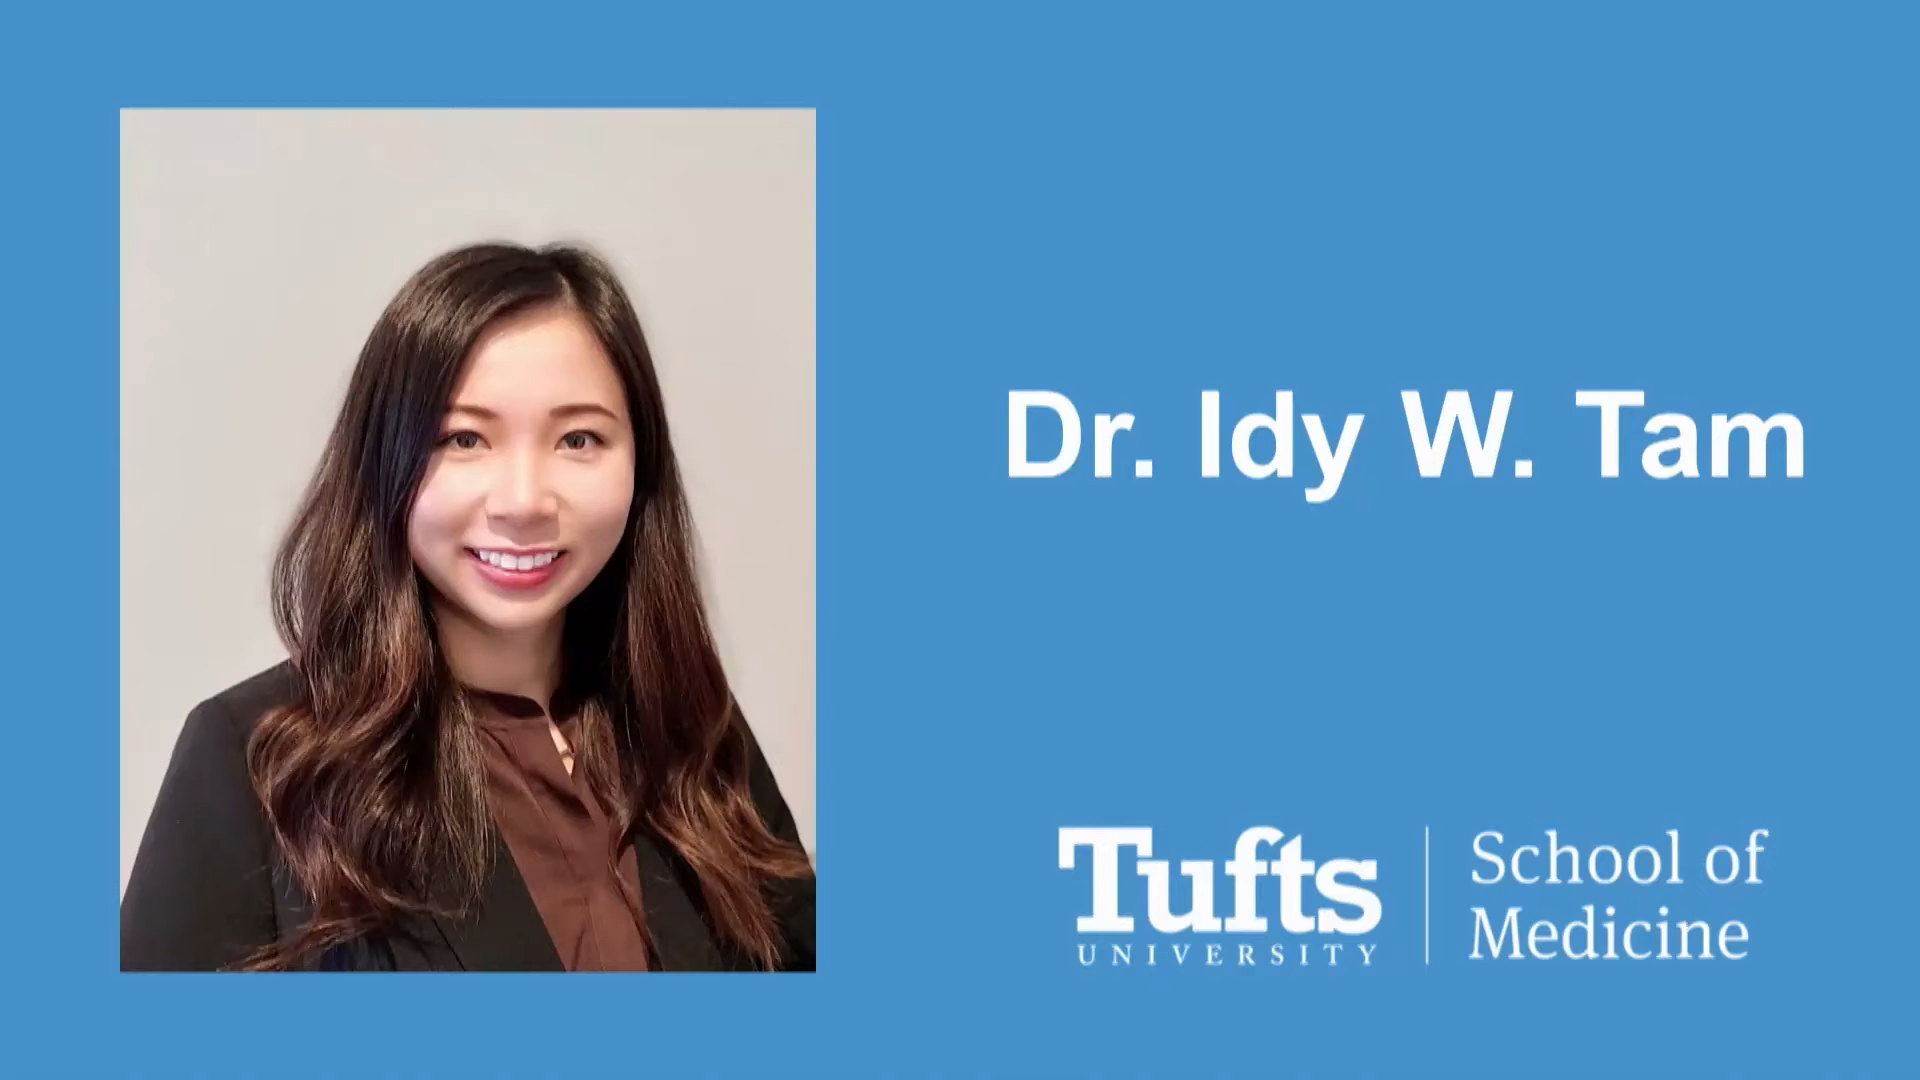 Dr. Idy W. Tam
Tufts
UNIVERSITY
School of
Medicine